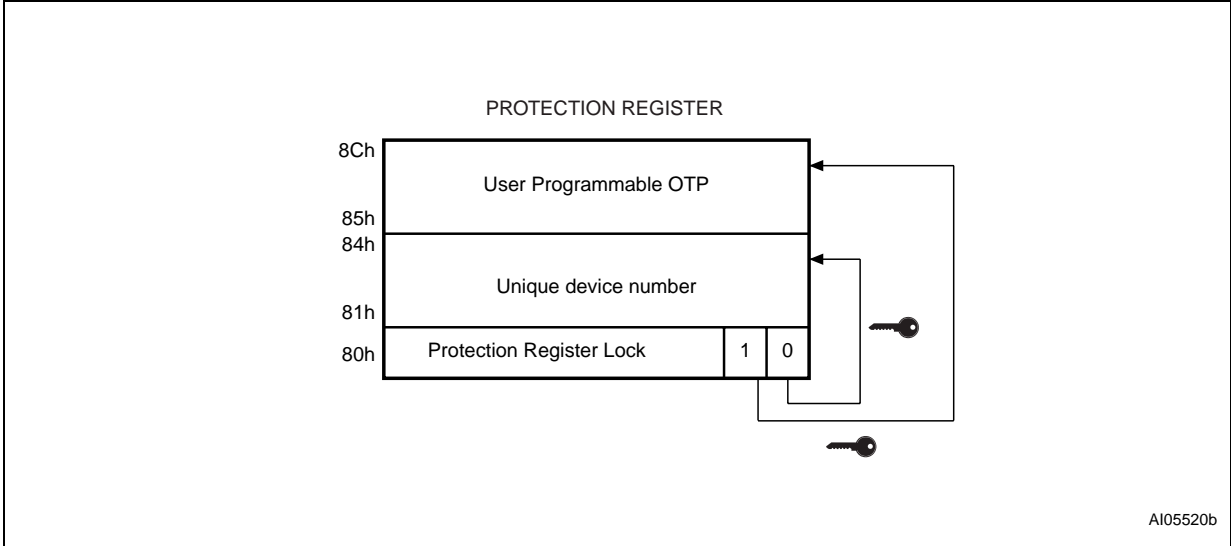 PROTECTION REGISTER
8Ch
User Programmable OTP
85h
84h
Unique device number
81h
80h
Protection Register Lock
1
0
AI05520b